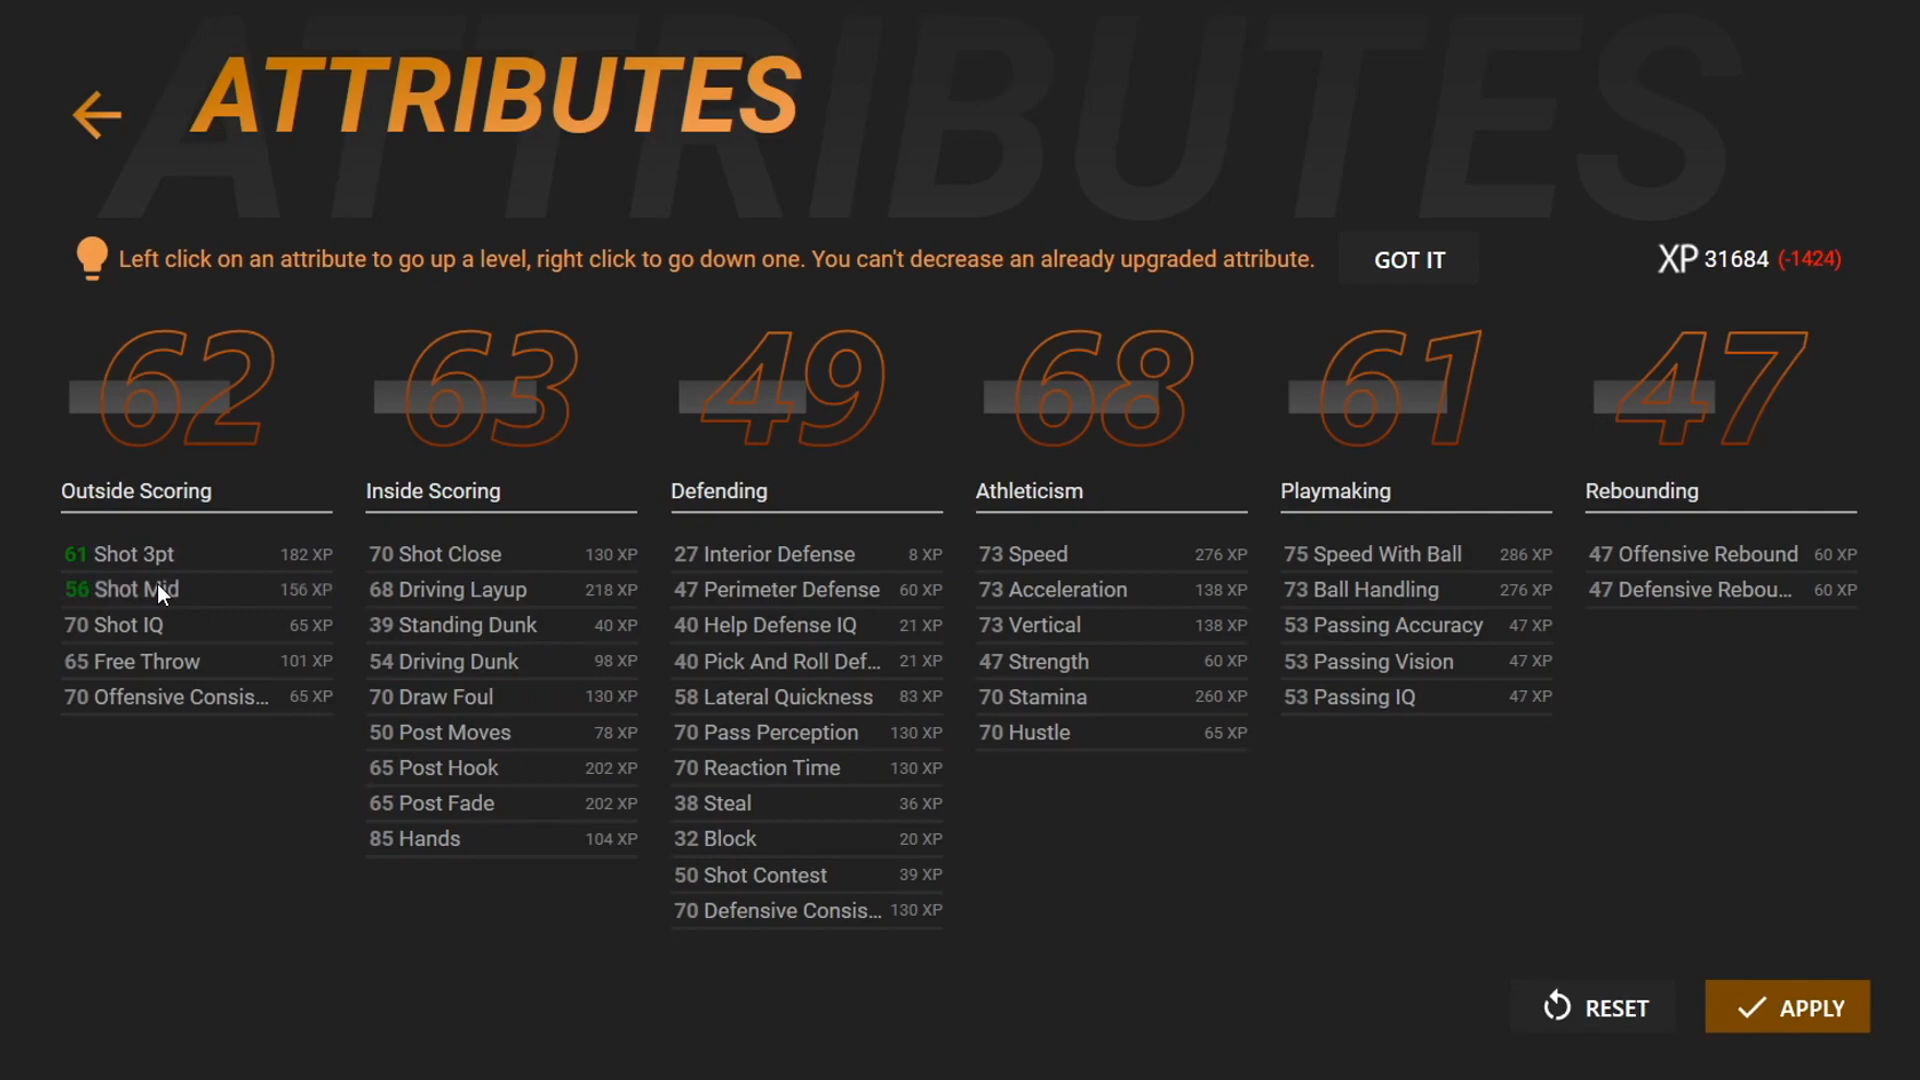 ATTRIBUTES
ATTRIBUTES
Left click on an attribute to go up a level, right click to go down one. You can't decrease an already upgraded attribute.
GOT IT
XP 31684 (-1424)
62
63
49
68
61
47
Outside Scoring
61 Shot 3pt 182 XP
56 Shot Mid 156 XP
70 Shot IQ 65 XP
65 Free Throw 101 XP
70 Offensive Consis... 65 XP
Inside Scoring
70 Shot Close 130 XP
68 Driving Layup 218 XP
39 Standing Dunk 40 XP
54 Driving Dunk 98 XP
70 Draw Foul 130 XP
50 Post Moves 78 XP
65 Post Hook 202 XP
65 Post Fade 202 XP
85 Hands 104 XP
Defending
27 Interior Defense 8 XP
47 Perimeter Defense 60 XP
40 Help Defense IQ 21 XP
40 Pick And Roll Def... 21 XP
58 Lateral Quickness 83 XP
70 Pass Perception 130 XP
70 Reaction Time 130 XP
38 Steal 36 XP
32 Block 20 XP
50 Shot Contest 39 XP
70 Defensive Consis... 130 XP
Athleticism
73 Speed 276 XP
73 Acceleration 138 XP
73 Vertical 138 XP
47 Strength 60 XP
70 Stamina 260 XP
70 Hustle 65 XP
Playmaking
75 Speed With Ball 286 XP
73 Ball Handling 276 XP
53 Passing Accuracy 47 XP
53 Passing Vision 47 XP
53 Passing IQ 47 XP
Rebounding
47 Offensive Rebound 60 XP
47 Defensive Rebou... 60 XP
RESET
APPLY